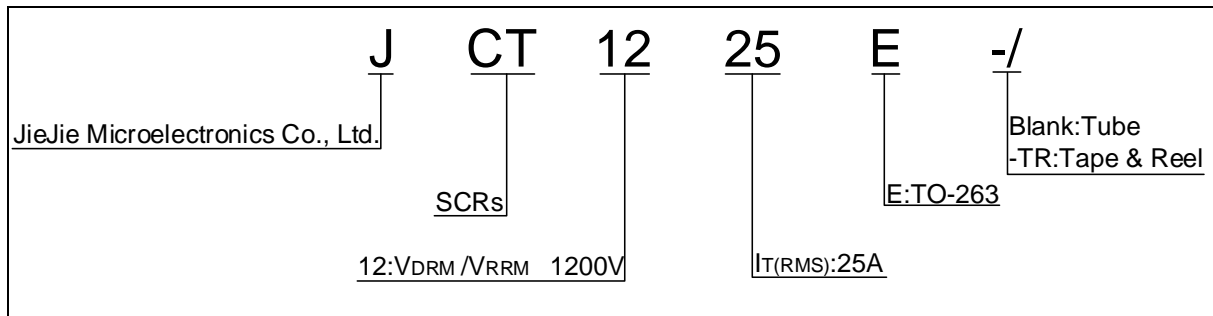 J CT 12 25 E -/
JieJie Microelectronics Co., Ltd.
Blank:Tube
-TR:Tape & Reel
SCRs
E:TO-263
12:VDRM /VRRM 1200V
IT(RMS):25A